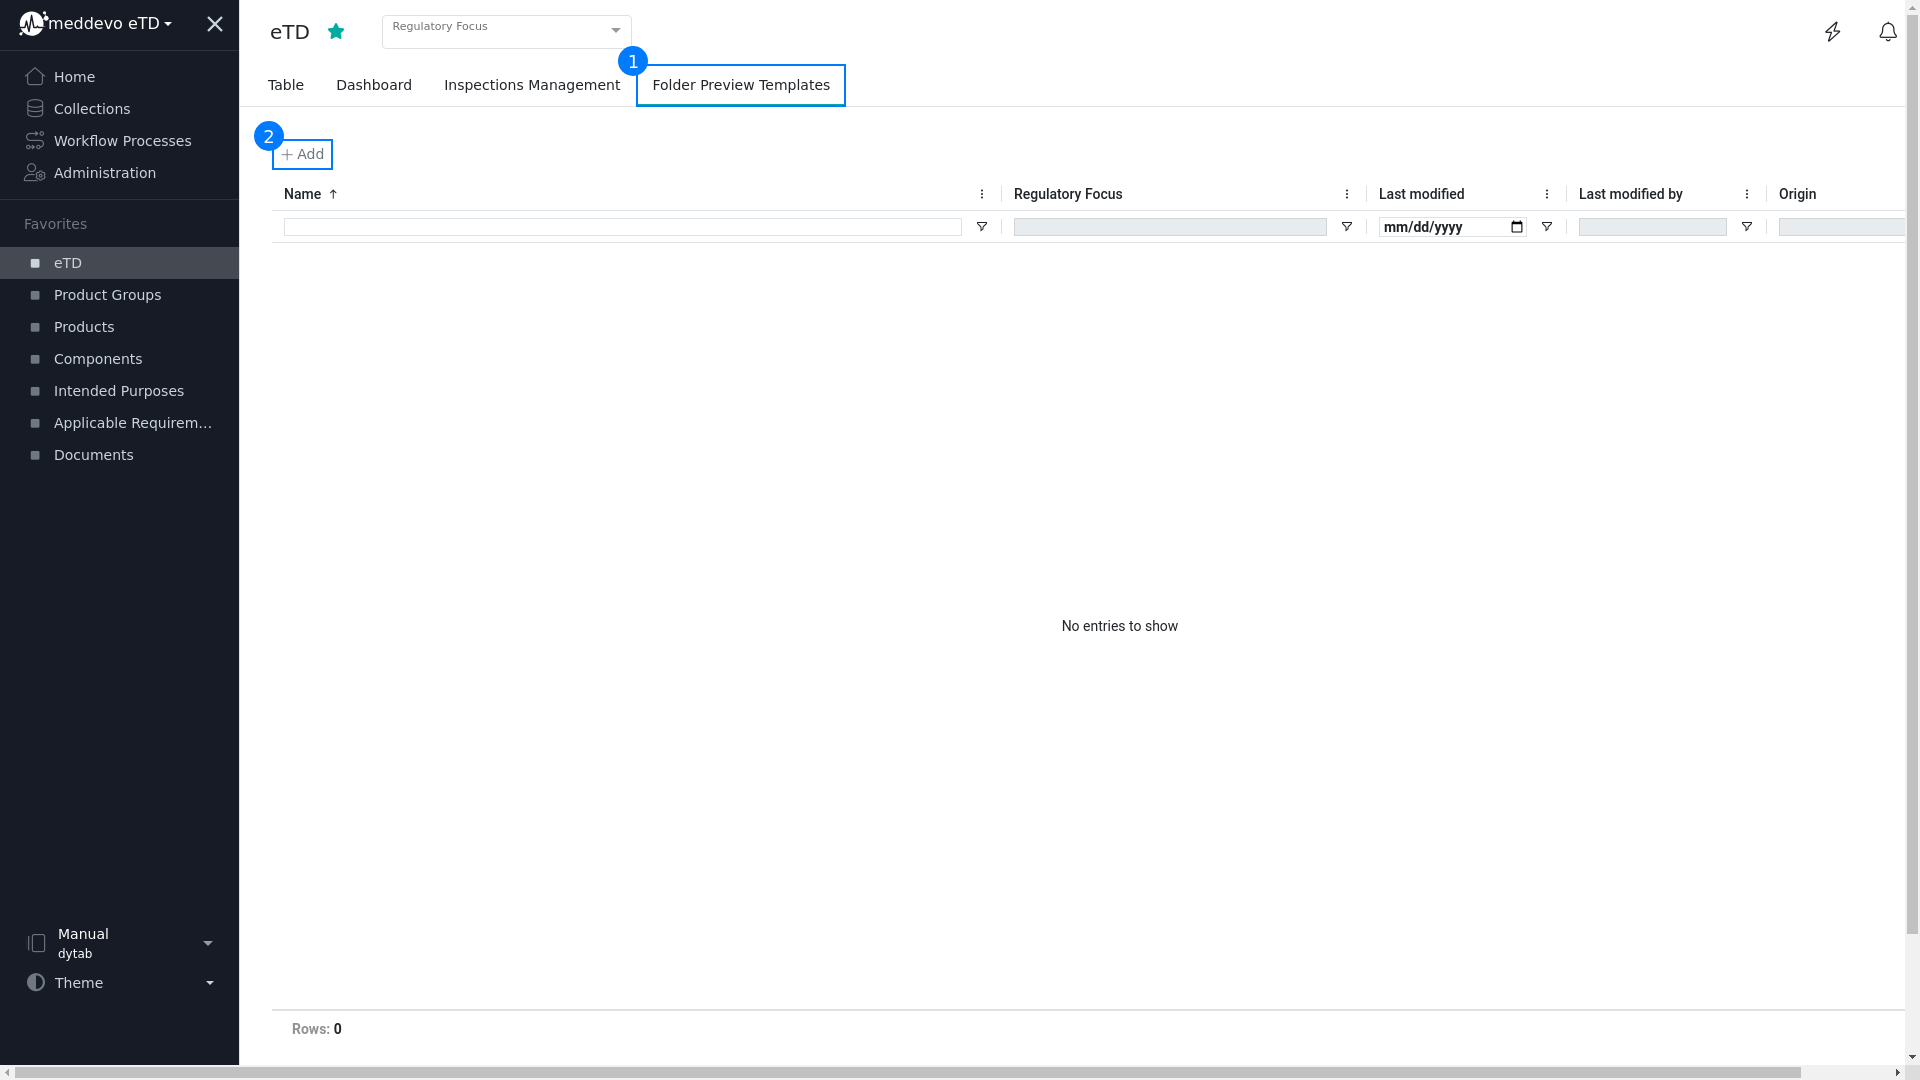 meddevo eTD
Home
Collections
Workflow Processes
Administration
Favorites
eTD
Product Groups
Products
Components
Intended Purposes
Applicable Requirem...
Documents
Manual
dytab
Theme
eTD
Regulatory Focus
Table
Dashboard
Inspections Management
1
Folder Preview Templates
2
+ Add
Name ↑
Regulatory Focus
Last modified
Last modified by
Origin
mm/dd/yyyy
No entries to show
Rows: 0